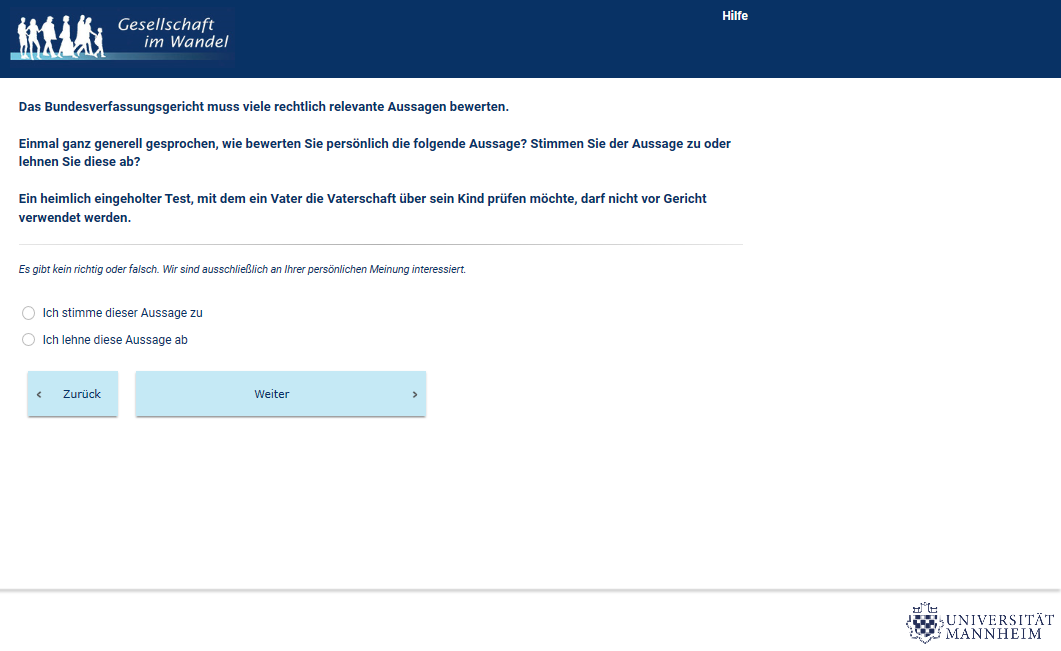 Gesellschaft
im Wandel
Hilfe
Das Bundesverfassungsgericht muss viele rechtlich relevante Aussagen bewerten.
Einmal ganz generell gesprochen, wie bewerten Sie persönlich die folgende Aussage? Stimmen Sie der Aussage zu oder
lehnen Sie diese ab?
Ein heimlich eingeholter Test, mit dem ein Vater die Vaterschaft über sein Kind prüfen möchte, darf nicht vor Gericht
verwendet werden.
Es gibt kein richtig oder falsch. Wir sind ausschließlich an Ihrer persönlichen Meinung interessiert.
Ich stimme dieser Aussage zu
Ich lehne diese Aussage ab
‹ Zurück
Weiter ›
UNIVERSITÄT
MANNHEIM